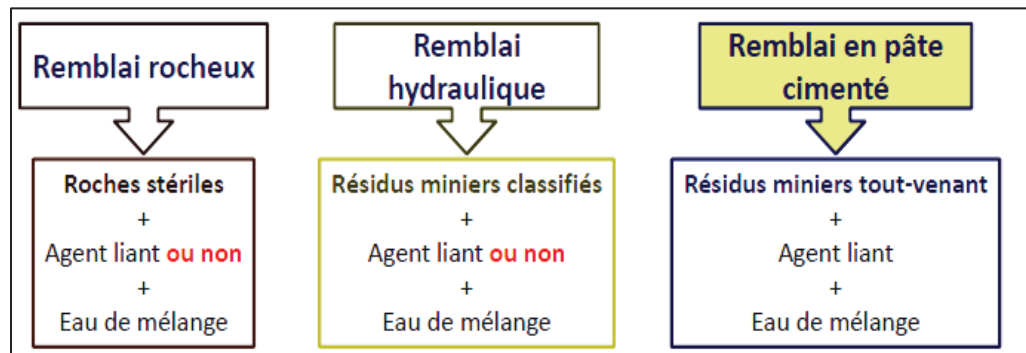 Remblai rocheux
Roches stériles
+
Agent liant ou non
+
Eau de mélange
Remblai
hydraulique
Résidus miniers classifiés
+
Agent liant ou non
+
Eau de mélange
Remblai en pâte
cimenté
Résidus miniers tout-venant
+
Agent liant
+
Eau de mélange